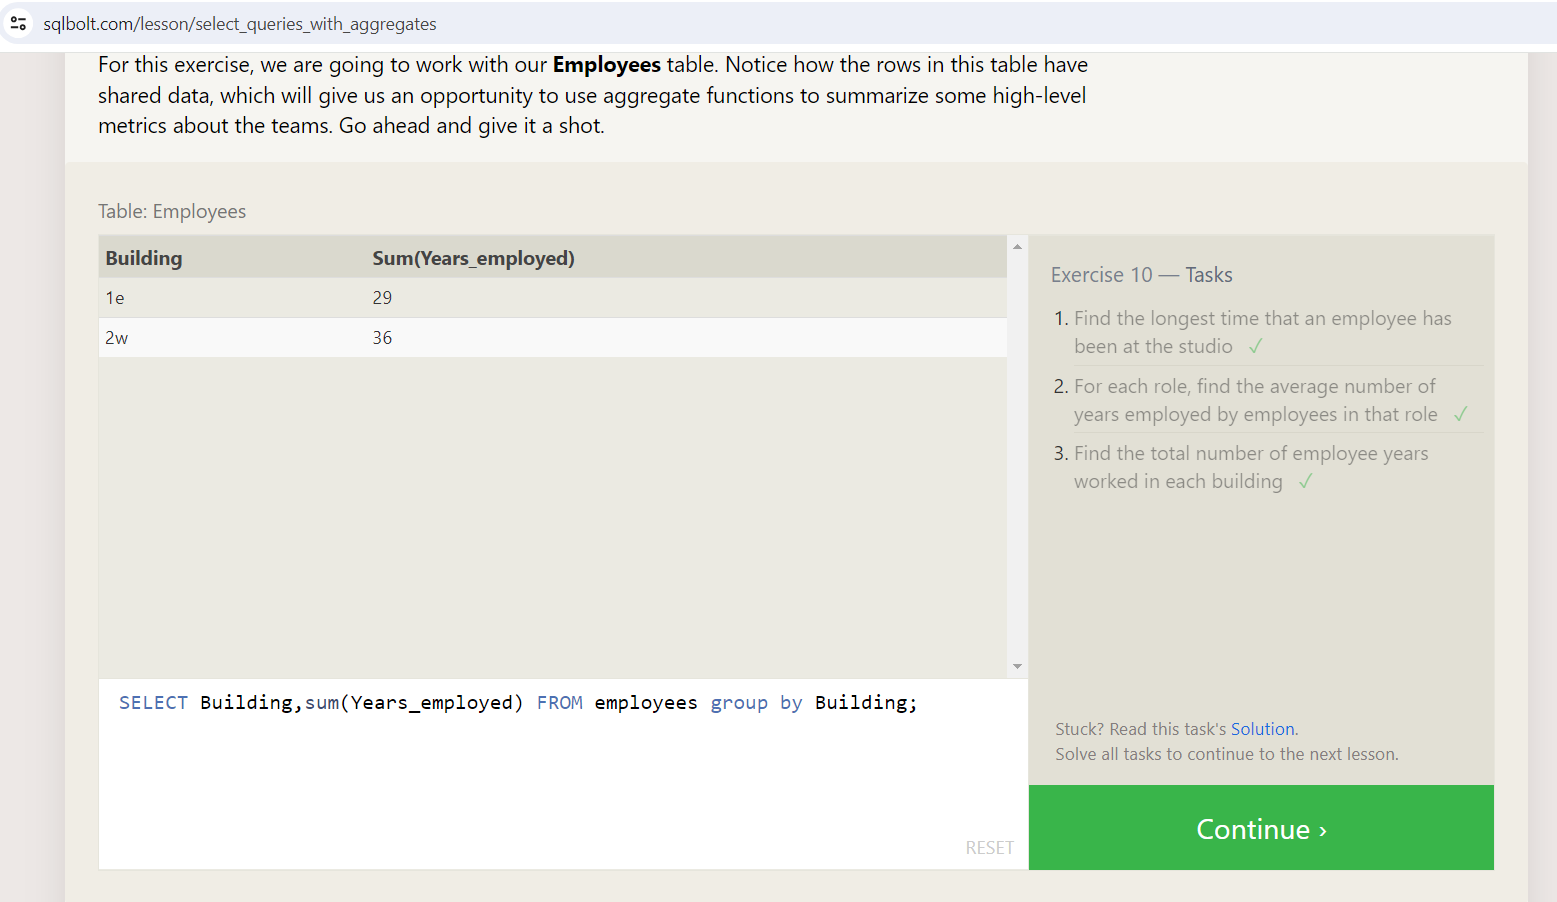 sqlbolt.com/lesson/select_queries_with_aggregates
For this exercise, we are going to work with our Employees table. Notice how the rows in this table have
shared data, which will give us an opportunity to use aggregate functions to summarize some high-level
metrics about the teams. Go ahead and give it a shot.
Table: Employees
Building Sum(Years_employed)
1e 29
2w 36
SELECT Building,sum(Years_employed) FROM employees group by Building;
RESET
Exercise 10 — Tasks
1. Find the longest time that an employee has
been at the studio ✓
2. For each role, find the average number of
years employed by employees in that role ✓
3. Find the total number of employee years
worked in each building ✓
Stuck? Read this task's Solution.
Solve all tasks to continue to the next lesson.
Continue ›